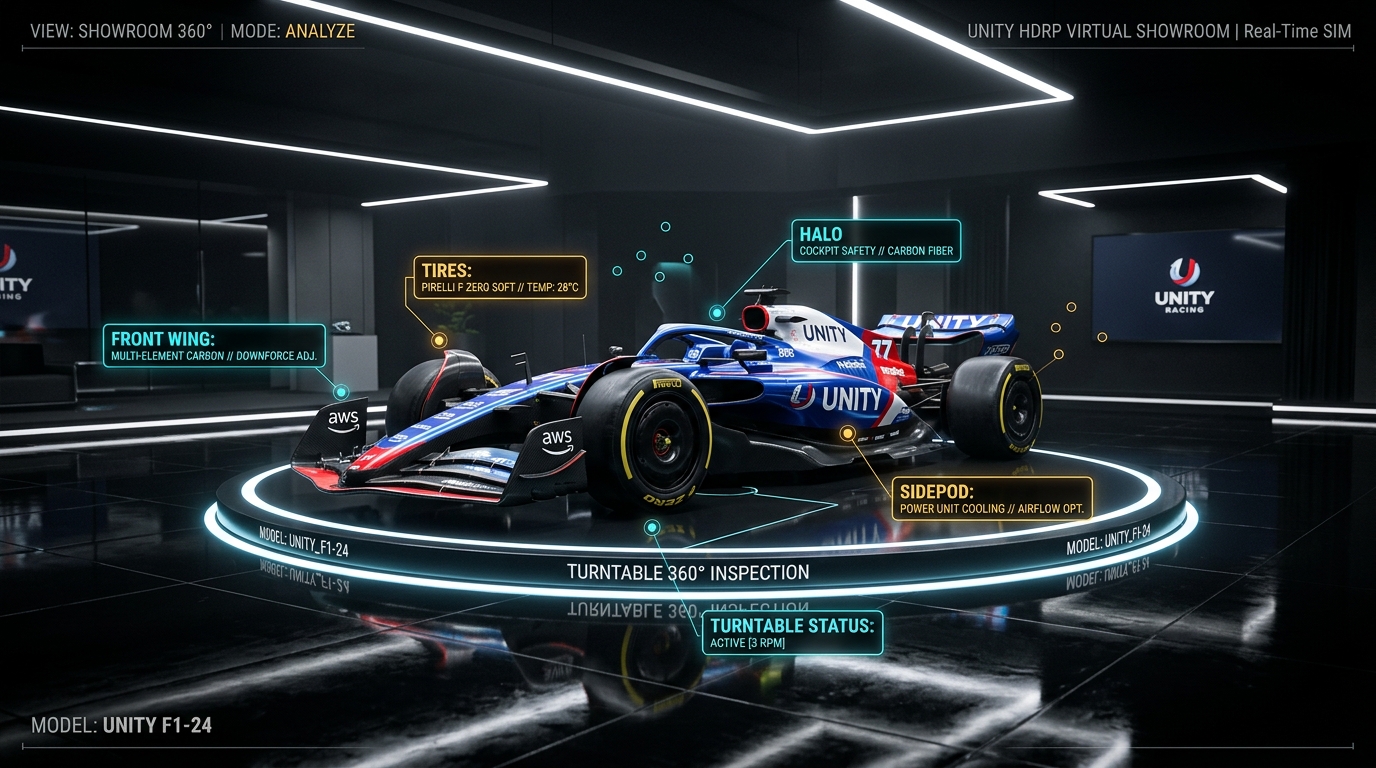 VIEW: SHOWROOM 360° | MODE: ANALYZE
UNITY HDRP VIRTUAL SHOWROOM | Real-Time SIM
HALO
COCKPIT SAFETY // CARBON FIBER
TIRES:
PIRELLI P ZERO SOFT // TEMP: 28°C
FRONT WING:
MULTI-ELEMENT CARBON // DOWNFORCE ADJ.
UNITY
RACING
UNITY
UNITY
77
UNITY
aws
aws
ZERO
SIDEPOD:
POWER UNIT COOLING // AIRFLOW OPT.
MODEL: UNITY_F1-24
MODEL: UNITY_F1-24
TURNTABLE 360° INSPECTION
TURNTABLE STATUS:
ACTIVE [3 RPM]
MODEL: UNITY F1-24